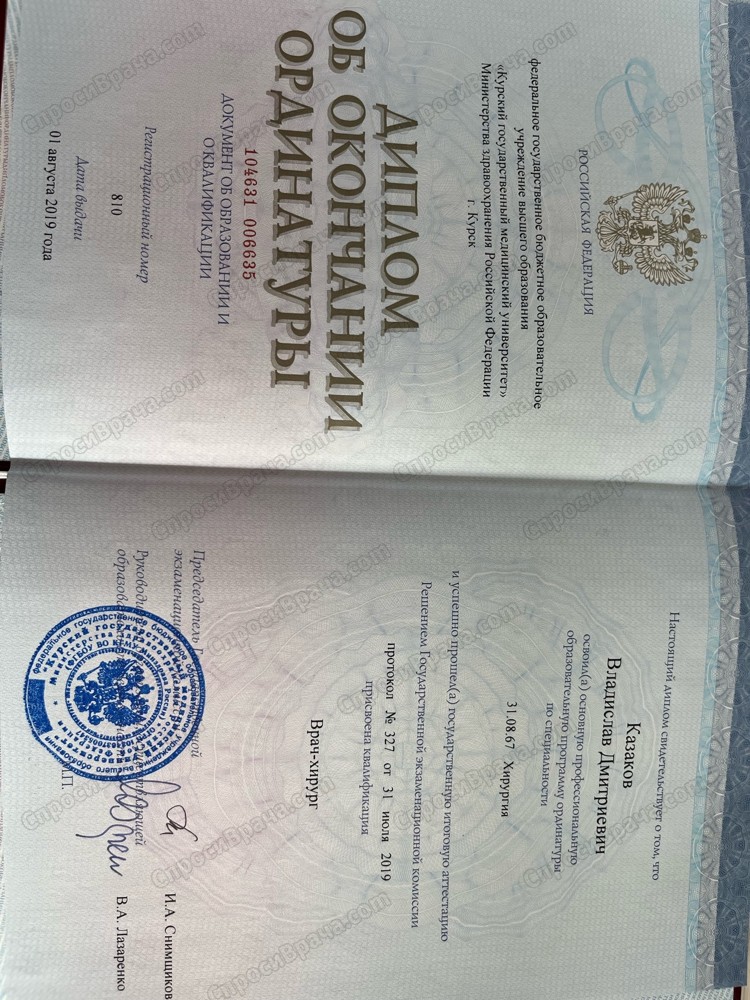 РОССИЙСКАЯ ФЕДЕРАЦИЯ
федеральное государственное бюджетное образовательное
учреждение высшего образования
«Курский государственный медицинский университет»
Министерства здравоохранения Российской Федерации
г. Курск
ДИПЛОМ
ОБ ОКОНЧАНИИ
ОРДИНАТУРЫ
104631 006635
ДОКУМЕНТ ОБ ОБРАЗОВАНИИ И
О КВАЛИФИКАЦИИ
Регистрационный номер
810
Дата выдачи
01 августа 2019 года
Настоящий диплом свидетельствует о том, что
Казаков
Владислав Дмитриевич
освоил(а) основную профессиональную
образовательную программу ординатуры
по специальности
31.08.67 Хирургия
и успешно прошел(а) государственную итоговую аттестацию
Решением Государственной экзаменационной комиссии
протокол № 327 от 31 июля 2019
присвоена квалификация
Врач-хирург
Председатель
И.А. Снимщиков
В.А. Лазаренко
М.П.
СпросиВрача.com